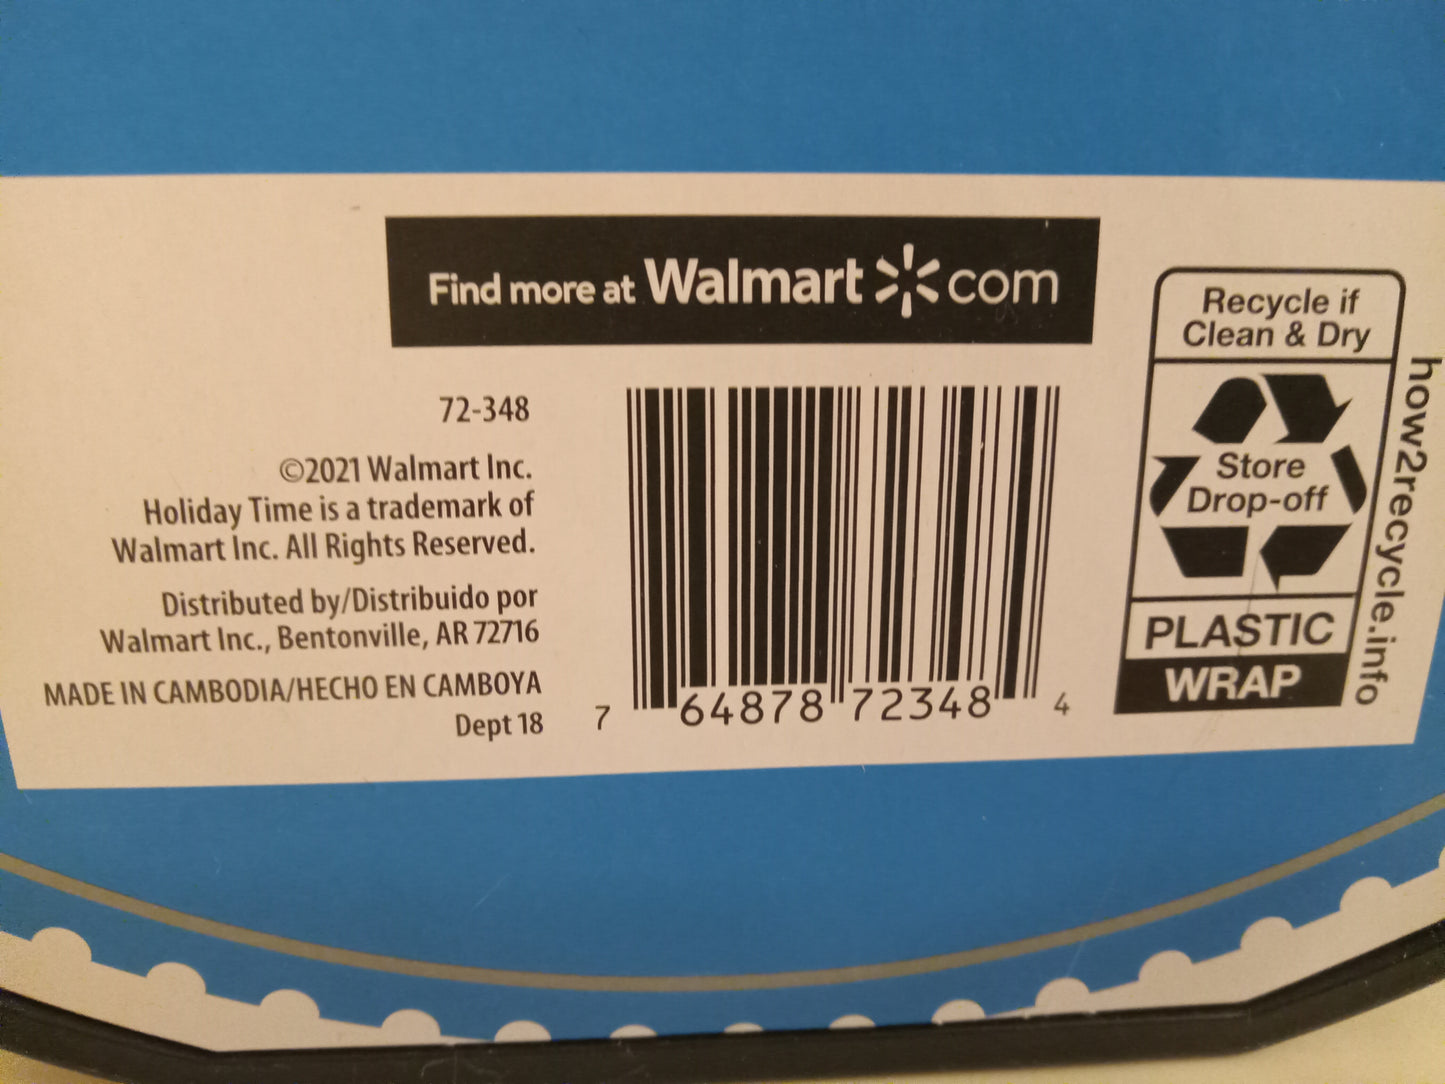 Find more at Walmart com
72-348
©2021 Walmart Inc.
Holiday Time is a trademark of
Walmart Inc. All Rights Reserved.
Distributed by/Distribuido por
Walmart Inc., Bentonville, AR 72716
MADE IN CAMBODIA/HECHO EN CAMBOYA
Dept 18
7 64878 72348 4
Recycle if
Clean & Dry
Store
Drop-off
PLASTIC
WRAP
how2recycle.info